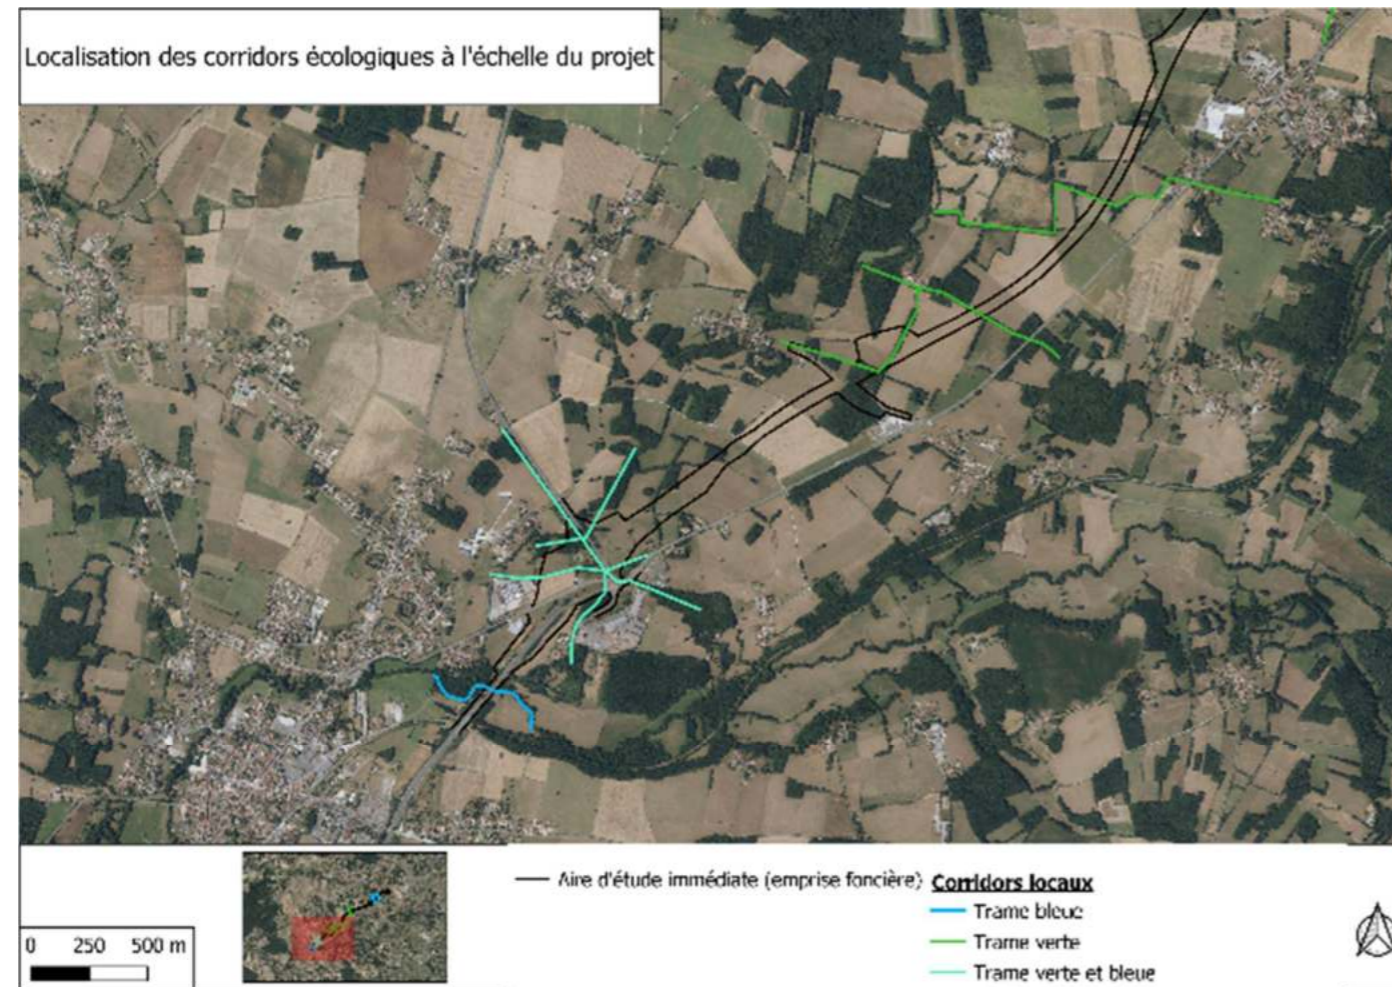 Localisation des corridors écologiques à l'échelle du projet
Aire d'étude immédiate (emprise foncière)
Corridors locaux
Trame bleue
Trame verte
Trame verte et bleue
0 250 500 m